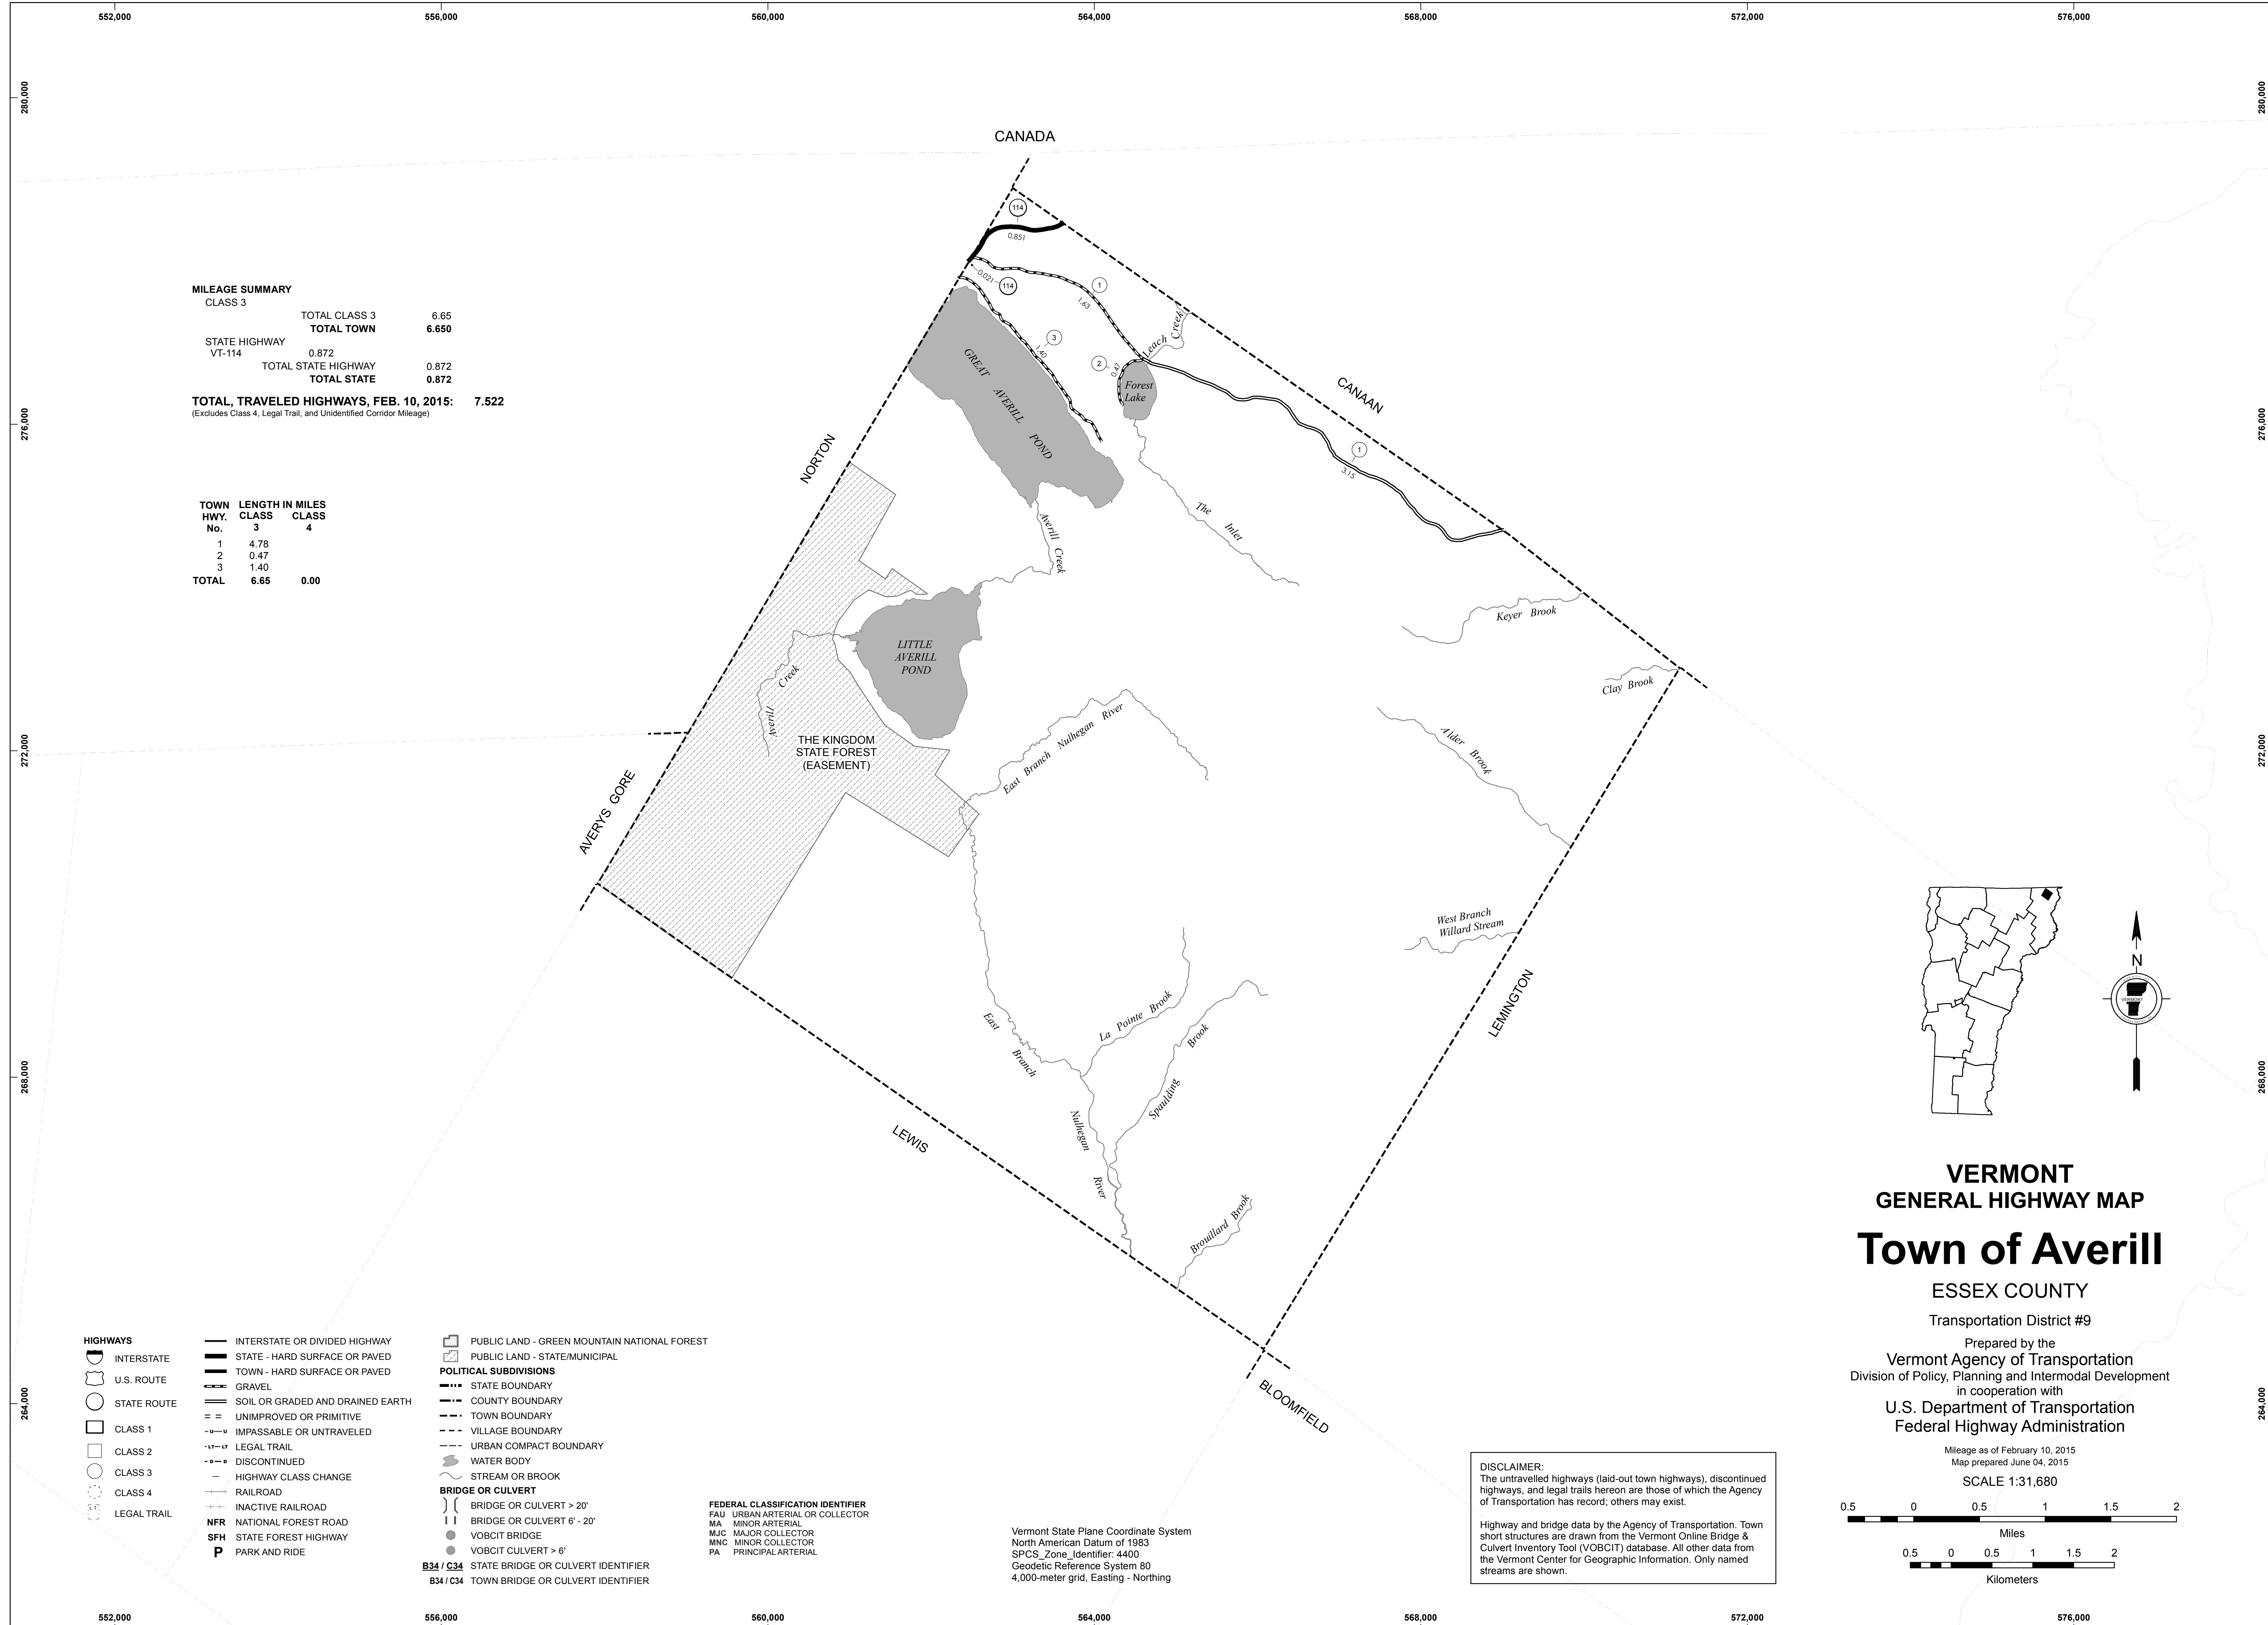 552,000
556,000
560,000
564,000
568,000
572,000
576,000
280,000
280,000
276,000
276,000
272,000
272,000
268,000
268,000
264,000
264,000
CANADA
114
0.851
0.021
114
1
1.63
3
1.40
2
0.47
Leach Creek
Forest
Lake
GREAT AVERILL POND
CANAAN
1
3.15
NORTON
Averill Creek
The Inlet
Keyer Brook
Clay Brook
LITTLE
AVERILL
POND
Averill Creek
THE KINGDOM
STATE FOREST
(EASEMENT)
East Branch Nulhegan River
Alder Brook
AVERYS GORE
West Branch
Willard Stream
La Pointe Brook
Spaulding Brook
East Branch Nulhegan River
LEMINGTON
LEWIS
Brouillard Brook
BLOOMFIELD
MILEAGE SUMMARY
CLASS 3
TOTAL CLASS 3 6.65
TOTAL TOWN 6.650
STATE HIGHWAY
VT-114 0.872
TOTAL STATE HIGHWAY 0.872
TOTAL STATE 0.872
TOTAL, TRAVELED HIGHWAYS, FEB. 10, 2015: 7.522
(Excludes Class 4, Legal Trail, and Unidentified Corridor Mileage)
TOWN LENGTH IN MILES
HWY. CLASS CLASS
No. 3 4
1 4.78
2 0.47
3 1.40
TOTAL 6.65 0.00
HIGHWAYS
INTERSTATE
U.S. ROUTE
STATE ROUTE
CLASS 1
CLASS 2
CLASS 3
CLASS 4
LT
LEGAL TRAIL
INTERSTATE OR DIVIDED HIGHWAY
STATE - HARD SURFACE OR PAVED
TOWN - HARD SURFACE OR PAVED
GRAVEL
SOIL OR GRADED AND DRAINED EARTH
UNIMPROVED OR PRIMITIVE
U U IMPASSABLE OR UNTRAVELED
LT LT LEGAL TRAIL
D D DISCONTINUED
HIGHWAY CLASS CHANGE
RAILROAD
INACTIVE RAILROAD
NFR NATIONAL FOREST ROAD
SFH STATE FOREST HIGHWAY
P PARK AND RIDE
PUBLIC LAND - GREEN MOUNTAIN NATIONAL FOREST
PUBLIC LAND - STATE/MUNICIPAL
POLITICAL SUBDIVISIONS
STATE BOUNDARY
COUNTY BOUNDARY
TOWN BOUNDARY
VILLAGE BOUNDARY
URBAN COMPACT BOUNDARY
WATER BODY
STREAM OR BROOK
BRIDGE OR CULVERT
BRIDGE OR CULVERT > 20'
BRIDGE OR CULVERT 6' - 20'
VOBCIT BRIDGE
VOBCIT CULVERT > 6'
B34 / C34 STATE BRIDGE OR CULVERT IDENTIFIER
B34 / C34 TOWN BRIDGE OR CULVERT IDENTIFIER
FEDERAL CLASSIFICATION IDENTIFIER
FAU URBAN ARTERIAL OR COLLECTOR
MA MINOR ARTERIAL
MJC MAJOR COLLECTOR
MNC MINOR COLLECTOR
PA PRINCIPAL ARTERIAL
Vermont State Plane Coordinate System
North American Datum of 1983
SPCS_Zone_Identifier: 4400
Geodetic Reference System 80
4,000-meter grid, Easting - Northing
DISCLAIMER:
The untravelled highways (laid-out town highways), discontinued
highways, and legal trails hereon are those of which the Agency
of Transportation has record; others may exist.
Highway and bridge data by the Agency of Transportation. Town
short structures are drawn from the Vermont Online Bridge &
Culvert Inventory Tool (VOBCIT) database. All other data from
the Vermont Center for Geographic Information. Only named
streams are shown.
N
VERMONT
VERMONT
GENERAL HIGHWAY MAP
Town of Averill
ESSEX COUNTY
Transportation District #9
Prepared by the
Vermont Agency of Transportation
Division of Policy, Planning and Intermodal Development
in cooperation with
U.S. Department of Transportation
Federal Highway Administration
Mileage as of February 10, 2015
Map prepared June 04, 2015
SCALE 1:31,680
0.5 0 0.5 1 1.5 2
Miles
0.5 0 0.5 1 1.5 2
Kilometers
552,000
556,000
560,000
564,000
568,000
572,000
576,000